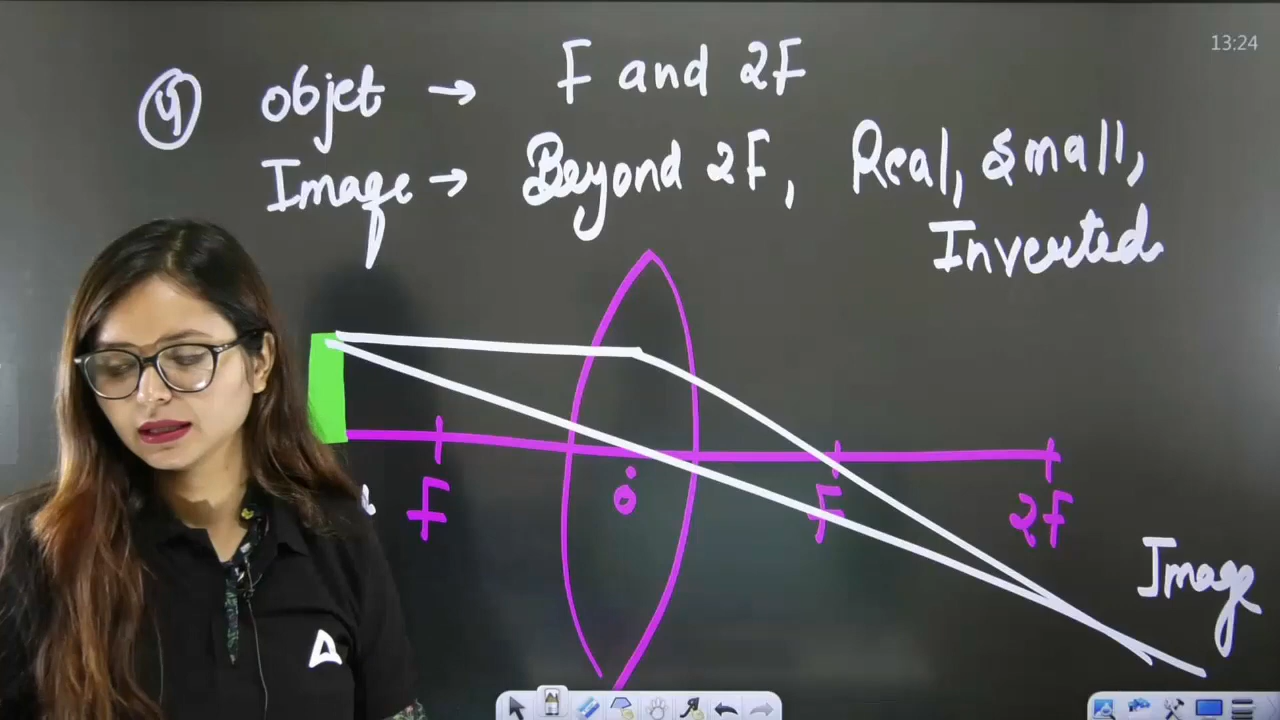 13:24
④ objet → F and 2F
Image → Beyond 2F, Real, small,
Inverted
F O F 2F
Image